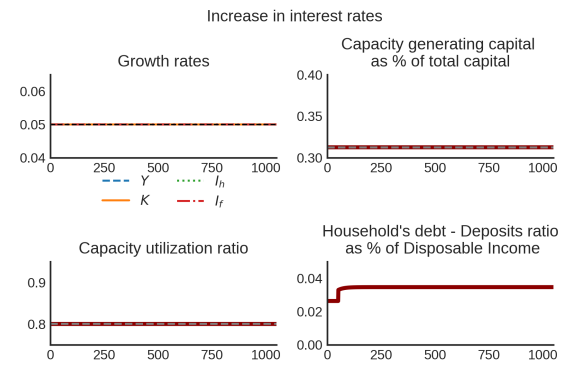 Increase in interest rates
Growth rates
0.06
0.05
0.04
0 250 500 750 1000
Y
K
I_h
I_f
Capacity generating capital
as % of total capital
0.40
0.35
0.30
0 250 500 750 1000
Capacity utilization ratio
0.9
0.8
0 250 500 750 1000
Household's debt - Deposits ratio
as % of Disposable Income
0.04
0.02
0.00
0 250 500 750 1000